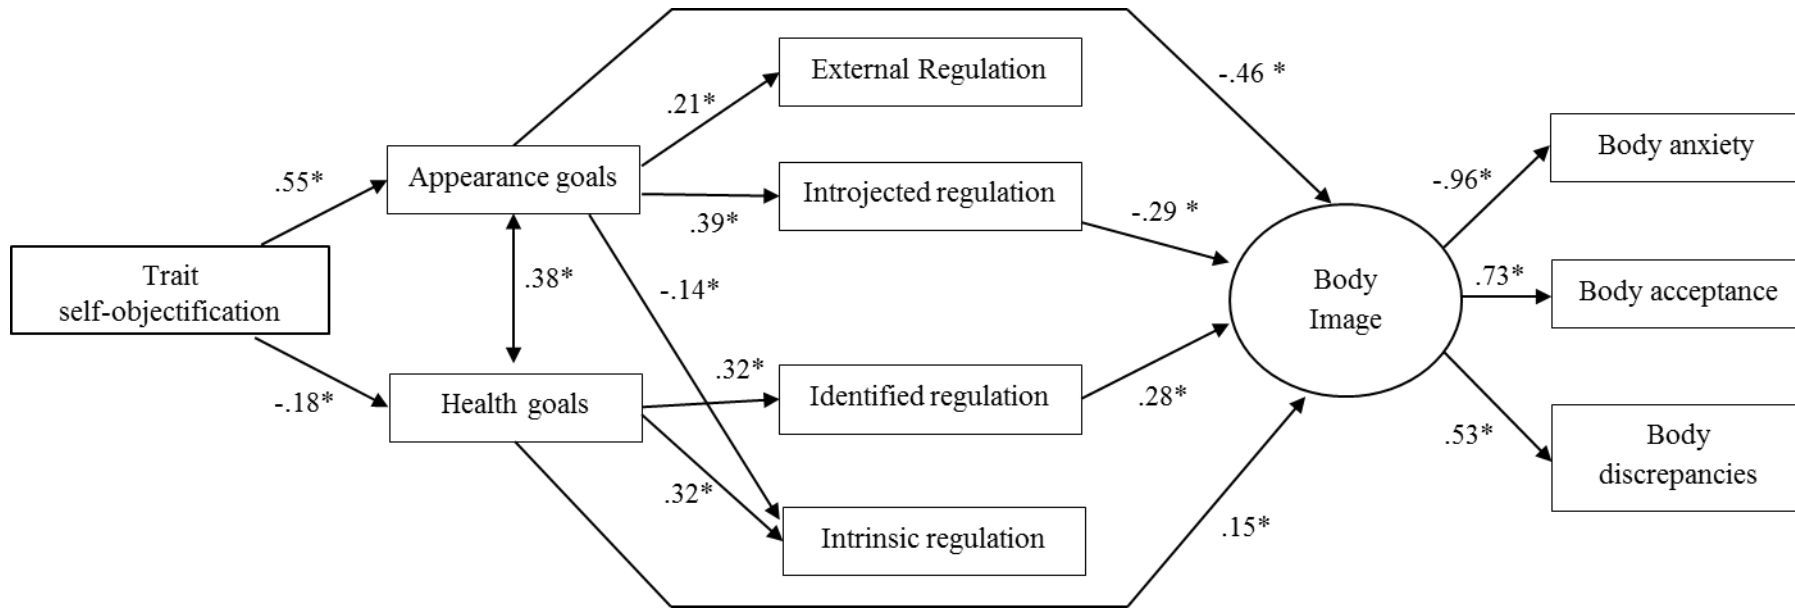 -.46 *
External Regulation
.21*
Body anxiety
.55*
Appearance goals
-.96*
Introjected regulation
-.29 *
.39*
Trait
self-objectification
.38*
-.14*
Body
Image
.73*
Body acceptance
-.18*
Health goals
.32*
Identified regulation
.28*
.53*
Body
discrepancies
.32*
Intrinsic regulation
.15*